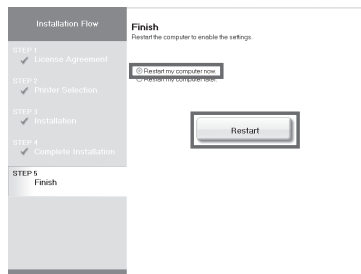 Installation Flow
STEP 1
License Agreement
STEP 2
Printer Selection
STEP 3
Installation
STEP 4
Complete Installation
STEP 5
Finish
Finish
Restart the computer to enable the settings.
Restart my computer now.
Restart my computer later.
Restart